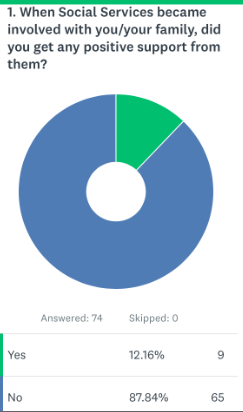 1. When Social Services became
involved with you/your family, did
you get any positive support from
them?
Answered: 74 Skipped: 0
Yes 12.16% 9
No 87.84% 65